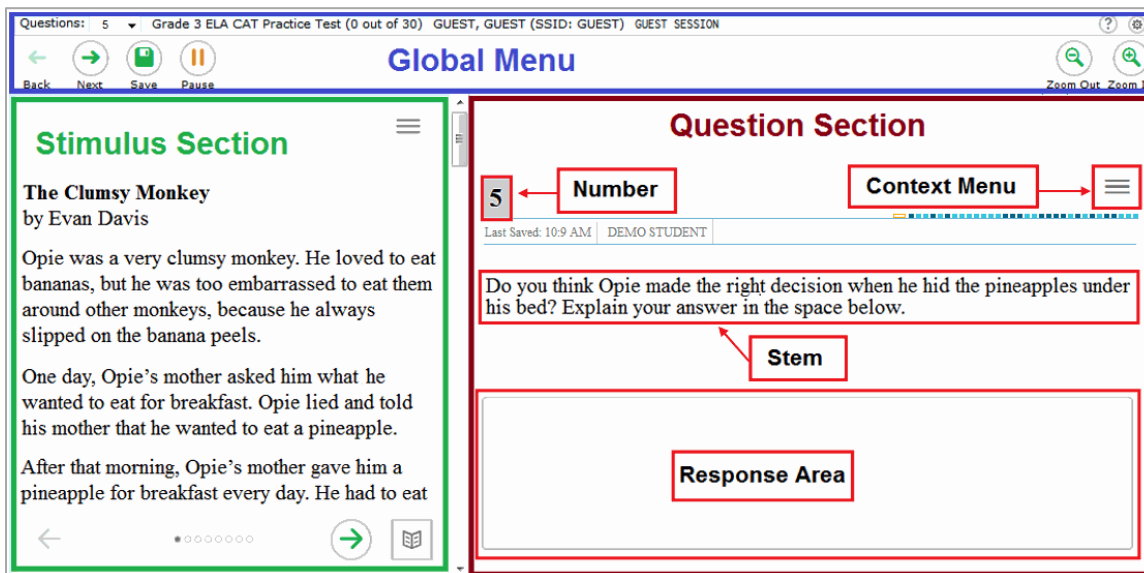 Questions: 5 Grade 3 ELA CAT Practice Test (0 out of 30) GUEST, GUEST (SSID: GUEST) GUEST SESSION
Back Next Save Pause
Global Menu
Zoom Out Zoom
Stimulus Section
The Clumsy Monkey
by Evan Davis
Opie was a very clumsy monkey. He loved to eat
bananas, but he was too embarrassed to eat them
around other monkeys, because he always
slipped on the banana peels.
One day, Opie’s mother asked him what he
wanted to eat for breakfast. Opie lied and told
his mother that he wanted to eat a pineapple.
After that morning, Opie’s mother gave him a
pineapple for breakfast every day. He had to eat
Question Section
5
Number
Context Menu
Last Saved: 10:9 AM DEMO STUDENT
Do you think Opie made the right decision when he hid the pineapples under
his bed? Explain your answer in the space below.
Stem
Response Area